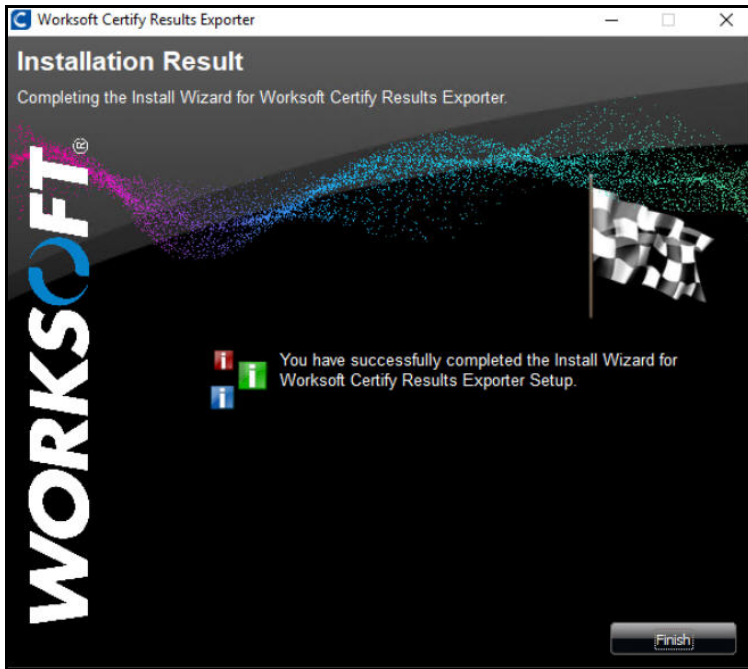 Worksoft Certify Results Exporter
Installation Result
Completing the Install Wizard for Worksoft Certify Results Exporter.
WORKSOFT®
You have successfully completed the Install Wizard for
Worksoft Certify Results Exporter Setup.
Finish